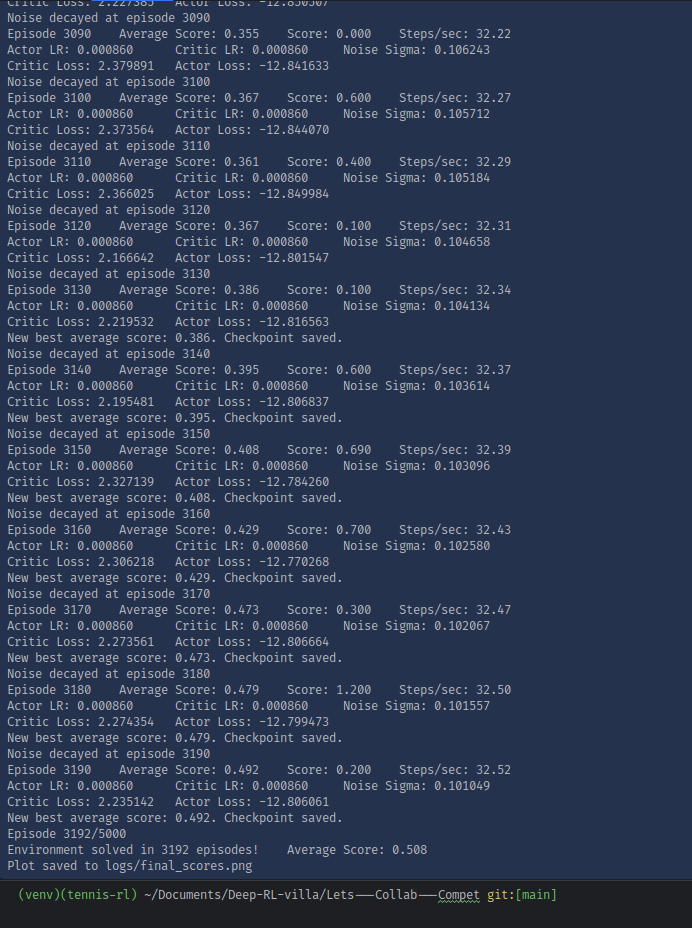 Critic Loss: 2.227385   Actor Loss: -12.850507
Noise decayed at episode 3090
Episode 3090    Average Score: 0.355    Score: 0.000    Steps/sec: 32.22
Actor LR: 0.000860      Critic LR: 0.000860     Noise Sigma: 0.106243
Critic Loss: 2.379891   Actor Loss: -12.841633
Noise decayed at episode 3100
Episode 3100    Average Score: 0.367    Score: 0.600    Steps/sec: 32.27
Actor LR: 0.000860      Critic LR: 0.000860     Noise Sigma: 0.105712
Critic Loss: 2.373564   Actor Loss: -12.844070
Noise decayed at episode 3110
Episode 3110    Average Score: 0.361    Score: 0.400    Steps/sec: 32.29
Actor LR: 0.000860      Critic LR: 0.000860     Noise Sigma: 0.105184
Critic Loss: 2.366025   Actor Loss: -12.849984
Noise decayed at episode 3120
Episode 3120    Average Score: 0.367    Score: 0.100    Steps/sec: 32.31
Actor LR: 0.000860      Critic LR: 0.000860     Noise Sigma: 0.104658
Critic Loss: 2.166642   Actor Loss: -12.801547
Noise decayed at episode 3130
Episode 3130    Average Score: 0.386    Score: 0.100    Steps/sec: 32.34
Actor LR: 0.000860      Critic LR: 0.000860     Noise Sigma: 0.104134
Critic Loss: 2.219532   Actor Loss: -12.816563
New best average score: 0.386. Checkpoint saved.
Noise decayed at episode 3140
Episode 3140    Average Score: 0.395    Score: 0.600    Steps/sec: 32.37
Actor LR: 0.000860      Critic LR: 0.000860     Noise Sigma: 0.103614
Critic Loss: 2.195481   Actor Loss: -12.806837
New best average score: 0.395. Checkpoint saved.
Noise decayed at episode 3150
Episode 3150    Average Score: 0.408    Score: 0.690    Steps/sec: 32.39
Actor LR: 0.000860      Critic LR: 0.000860     Noise Sigma: 0.103096
Critic Loss: 2.327139   Actor Loss: -12.784260
New best average score: 0.408. Checkpoint saved.
Noise decayed at episode 3160
Episode 3160    Average Score: 0.429    Score: 0.700    Steps/sec: 32.43
Actor LR: 0.000860      Critic LR: 0.000860     Noise Sigma: 0.102580
Critic Loss: 2.306218   Actor Loss: -12.770268
New best average score: 0.429. Checkpoint saved.
Noise decayed at episode 3170
Episode 3170    Average Score: 0.473    Score: 0.300    Steps/sec: 32.47
Actor LR: 0.000860      Critic LR: 0.000860     Noise Sigma: 0.102067
Critic Loss: 2.273561   Actor Loss: -12.806664
New best average score: 0.473. Checkpoint saved.
Noise decayed at episode 3180
Episode 3180    Average Score: 0.479    Score: 1.200    Steps/sec: 32.50
Actor LR: 0.000860      Critic LR: 0.000860     Noise Sigma: 0.101557
Critic Loss: 2.274354   Actor Loss: -12.799473
New best average score: 0.479. Checkpoint saved.
Noise decayed at episode 3190
Episode 3190    Average Score: 0.492    Score: 0.200    Steps/sec: 32.52
Actor LR: 0.000860      Critic LR: 0.000860     Noise Sigma: 0.101049
Critic Loss: 2.235142   Actor Loss: -12.806061
New best average score: 0.492. Checkpoint saved.
Episode 3192/5000
Environment solved in 3192 episodes!    Average Score: 0.508
Plot saved to logs/final_scores.png
(venv)(tennis-rl) ~/Documents/Deep-RL-villa/Lets--Collab--Compet git:[main]